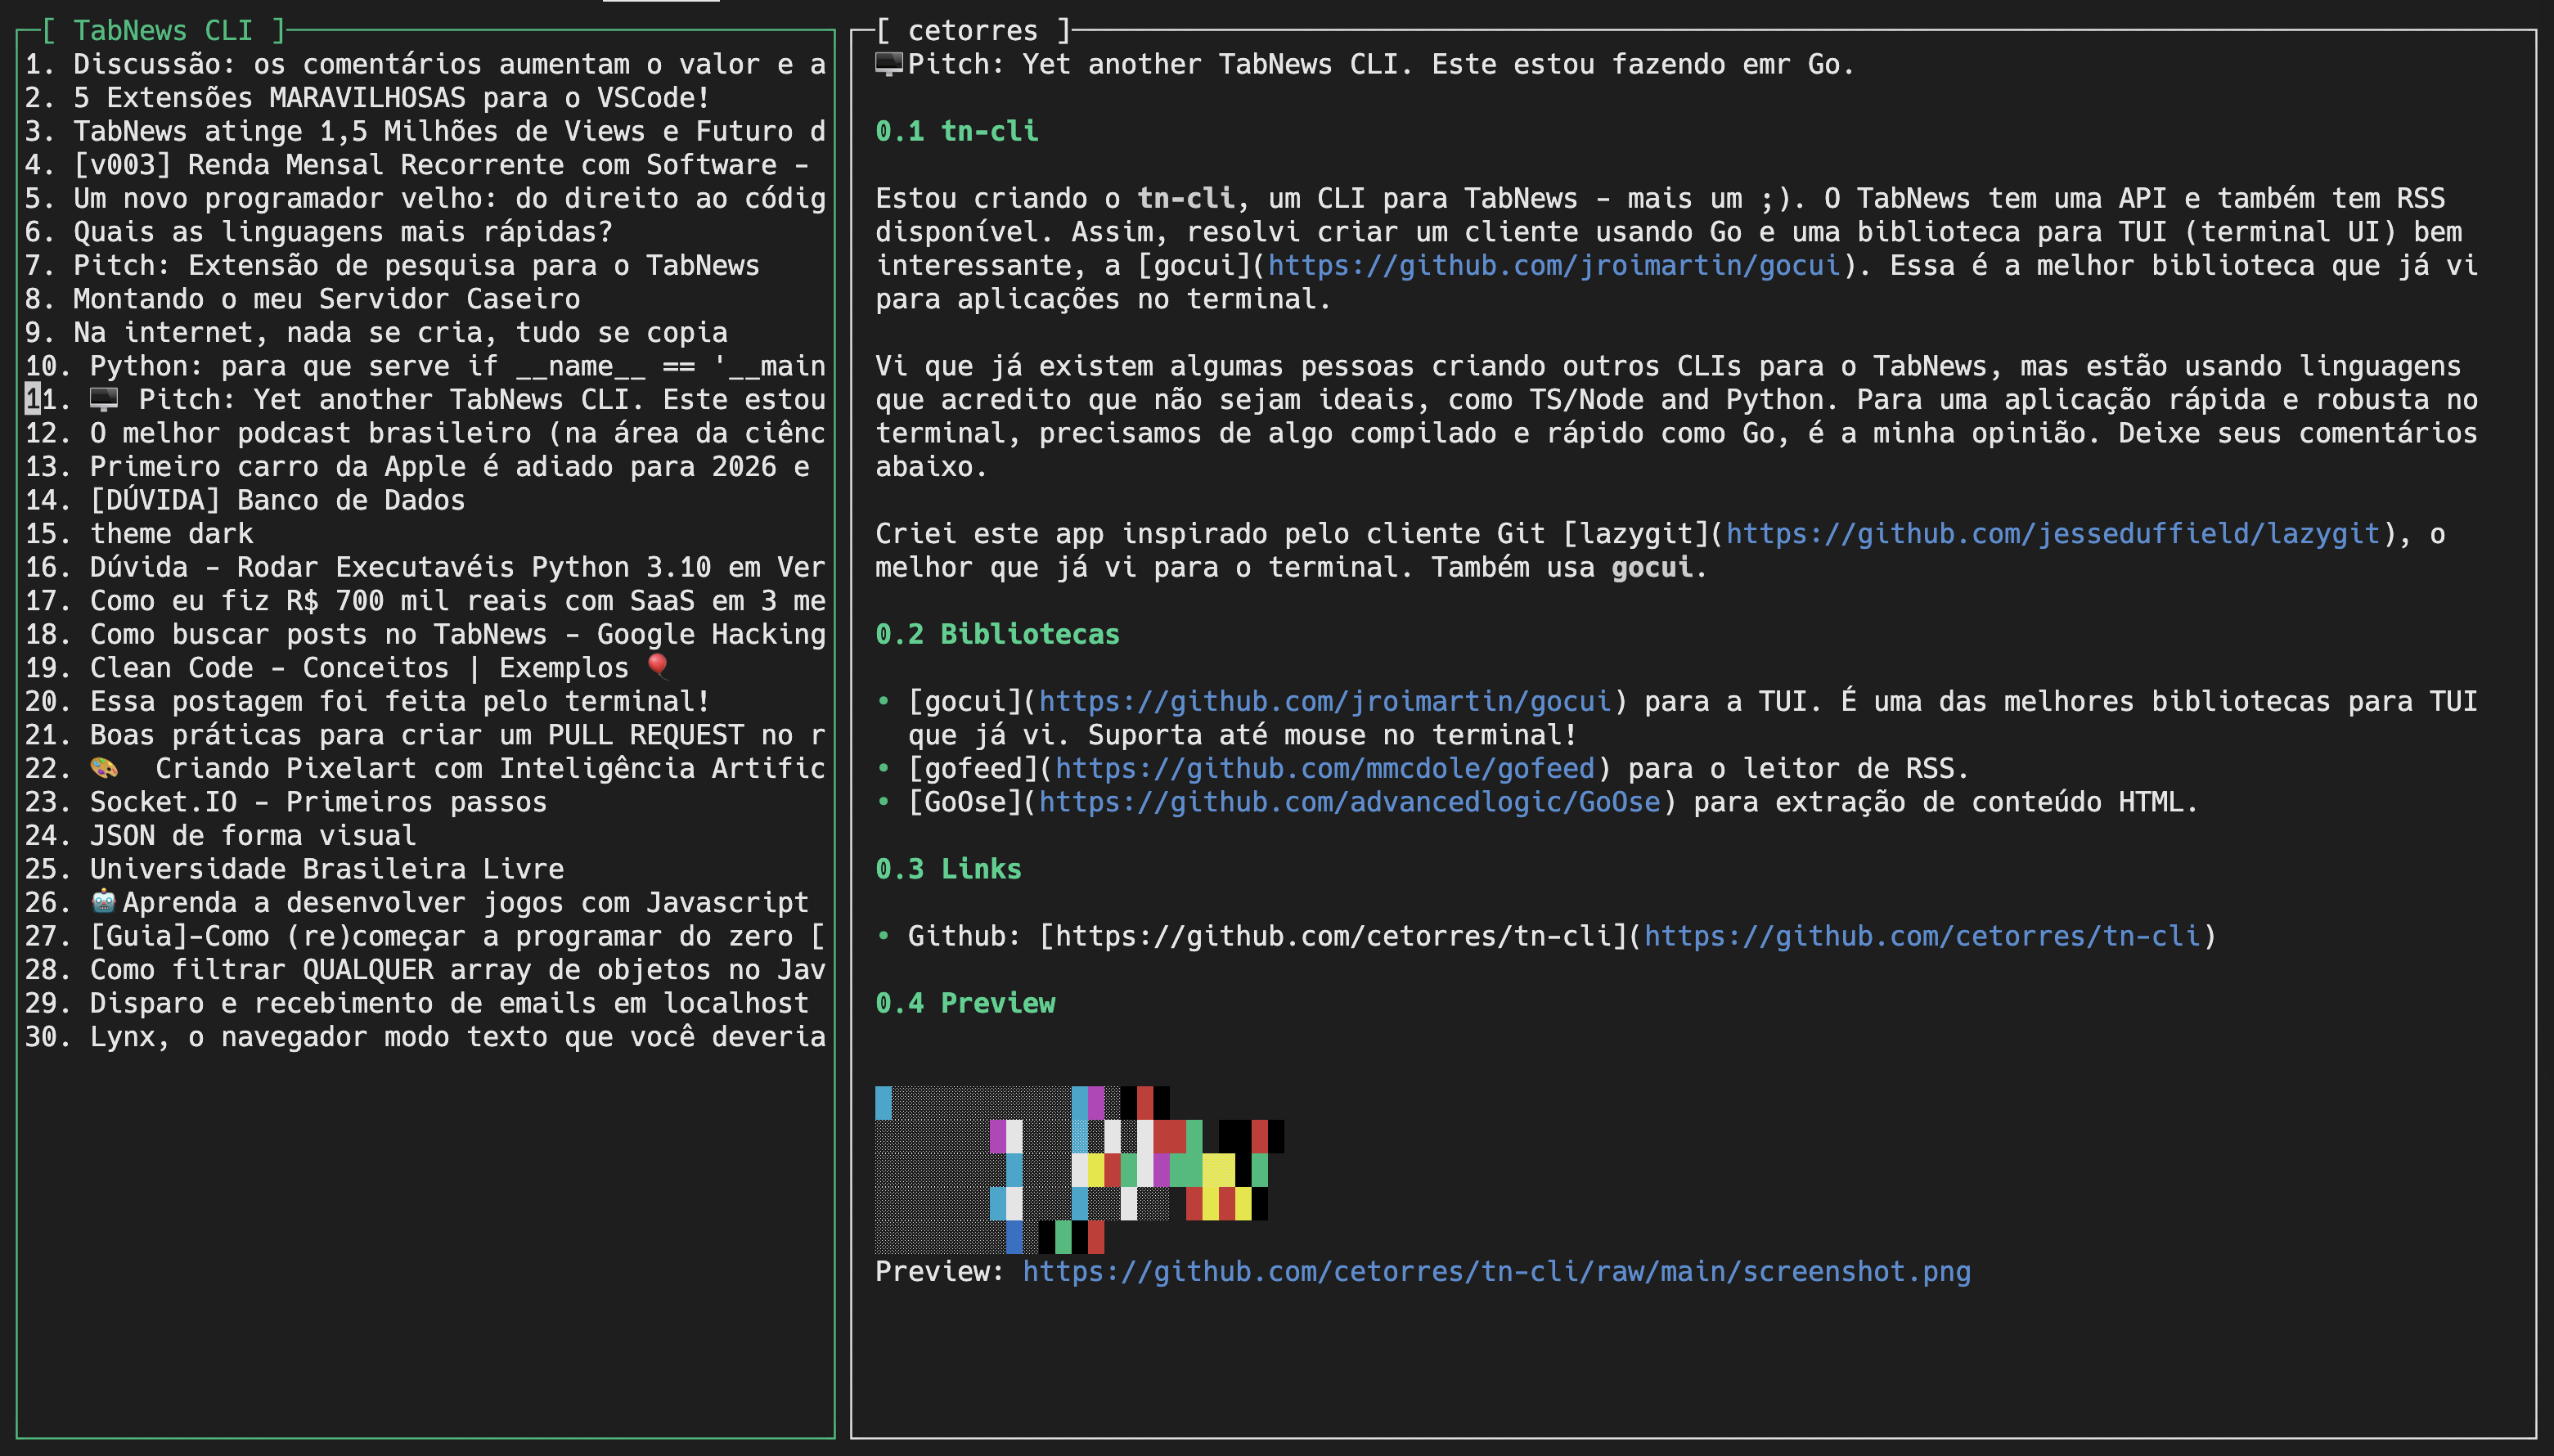 [ TabNews CLI ]
1. Discussão: os comentários aumentam o valor e a
2. 5 Extensões MARAVILHOSAS para o VSCode!
3. TabNews atinge 1,5 Milhões de Views e Futuro d
4. [v003] Renda Mensal Recorrente com Software -
5. Um novo programador velho: do direito ao códig
6. Quais as linguagens mais rápidas?
7. Pitch: Extensão de pesquisa para o TabNews
8. Montando o meu Servidor Caseiro
9. Na internet, nada se cria, tudo se copia
10. Python: para que serve if __name__ == '__main
11. 🖥️ Pitch: Yet another TabNews CLI. Este estou
12. O melhor podcast brasileiro (na área da ciênc
13. Primeiro carro da Apple é adiado para 2026 e
14. [DÚVIDA] Banco de Dados
15. theme dark
16. Dúvida - Rodar Executavéis Python 3.10 em Ver
17. Como eu fiz R$ 700 mil reais com SaaS em 3 me
18. Como buscar posts no TabNews - Google Hacking
19. Clean Code - Conceitos | Exemplos 🎈
20. Essa postagem foi feita pelo terminal!
21. Boas práticas para criar um PULL REQUEST no r
22. 🎨  Criando Pixelart com Inteligência Artific
23. Socket.IO - Primeiros passos
24. JSON de forma visual
25. Universidade Brasileira Livre
26. 🤖Aprenda a desenvolver jogos com Javascript
27. [Guia]-Como (re)começar a programar do zero [
28. Como filtrar QUALQUER array de objetos no Jav
29. Disparo e recebimento de emails em localhost
30. Lynx, o navegador modo texto que você deveria
[ cetorres ]
🖥️Pitch: Yet another TabNews CLI. Este estou fazendo emr Go.
0.1 tn-cli
Estou criando o tn-cli, um CLI para TabNews - mais um ;). O TabNews tem uma API e também tem RSS
disponível. Assim, resolvi criar um cliente usando Go e uma biblioteca para TUI (terminal UI) bem
interessante, a [gocui](https://github.com/jroimartin/gocui). Essa é a melhor biblioteca que já vi
para aplicações no terminal.
Vi que já existem algumas pessoas criando outros CLIs para o TabNews, mas estão usando linguagens
que acredito que não sejam ideais, como TS/Node and Python. Para uma aplicação rápida e robusta no
terminal, precisamos de algo compilado e rápido como Go, é a minha opinião. Deixe seus comentários
abaixo.
Criei este app inspirado pelo cliente Git [lazygit](https://github.com/jesseduffield/lazygit), o
melhor que já vi para o terminal. Também usa gocui.
0.2 Bibliotecas
• [gocui](https://github.com/jroimartin/gocui) para a TUI. É uma das melhores bibliotecas para TUI
que já vi. Suporta até mouse no terminal!
• [gofeed](https://github.com/mmcdole/gofeed) para o leitor de RSS.
• [GoOse](https://github.com/advancedlogic/GoOse) para extração de conteúdo HTML.
0.3 Links
• Github: [https://github.com/cetorres/tn-cli](https://github.com/cetorres/tn-cli)
0.4 Preview
Preview: https://github.com/cetorres/tn-cli/raw/main/screenshot.png